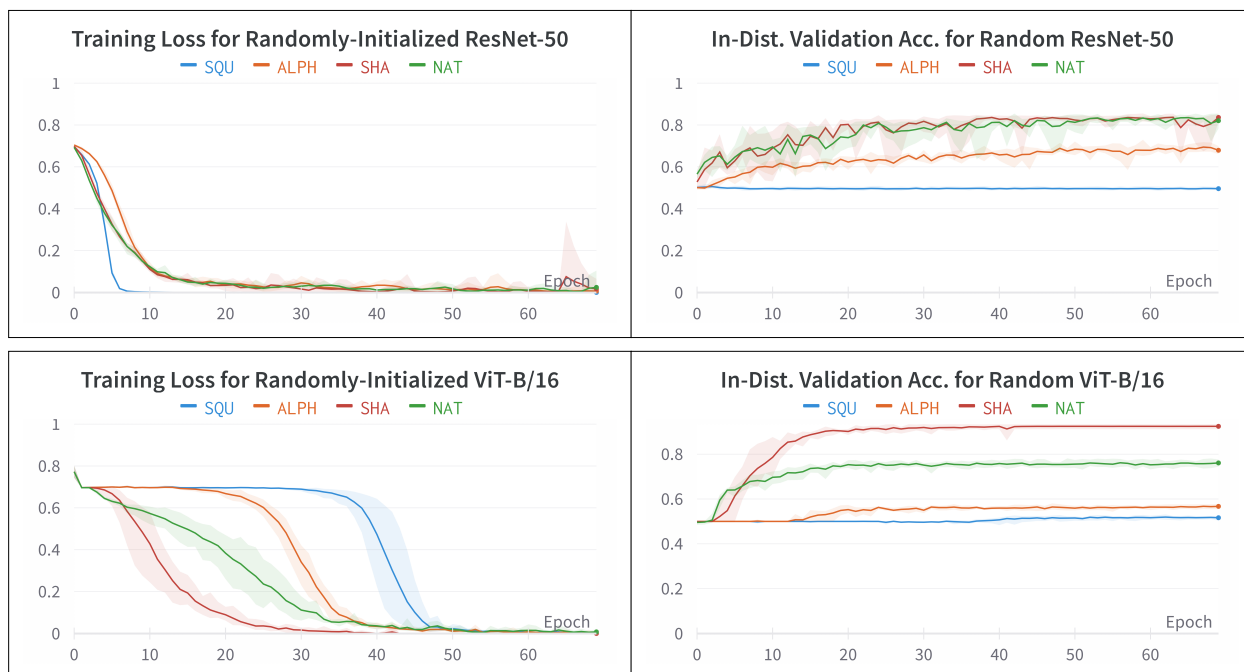 Training Loss for Randomly-Initialized ResNet-50
SQU ALPH SHA NAT
1
0.8
0.6
0.4
0.2
0
Epoch
0 10 20 30 40 50 60
In-Dist. Validation Acc. for Random ResNet-50
SQU ALPH SHA NAT
1
0.8
0.6
0.4
0.2
0
Epoch
0 10 20 30 40 50 60
Training Loss for Randomly-Initialized ViT-B/16
SQU ALPH SHA NAT
1
0.8
0.6
0.4
0.2
0
Epoch
0 10 20 30 40 50 60
In-Dist. Validation Acc. for Random ViT-B/16
SQU ALPH SHA NAT
0.8
0.6
0.4
0.2
0
Epoch
0 10 20 30 40 50 60